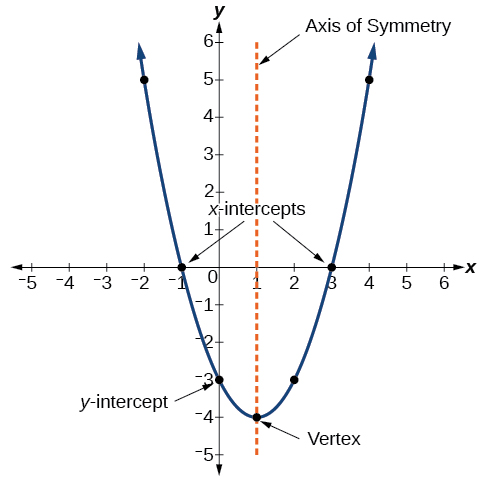 y
Axis of Symmetry
6
5
4
3
2
x-intercepts
1
x
−5 −4 −3 −2 −1 0 1 2 3 4 5 6
−1
−2
−3
y-intercept
−4
Vertex
−5